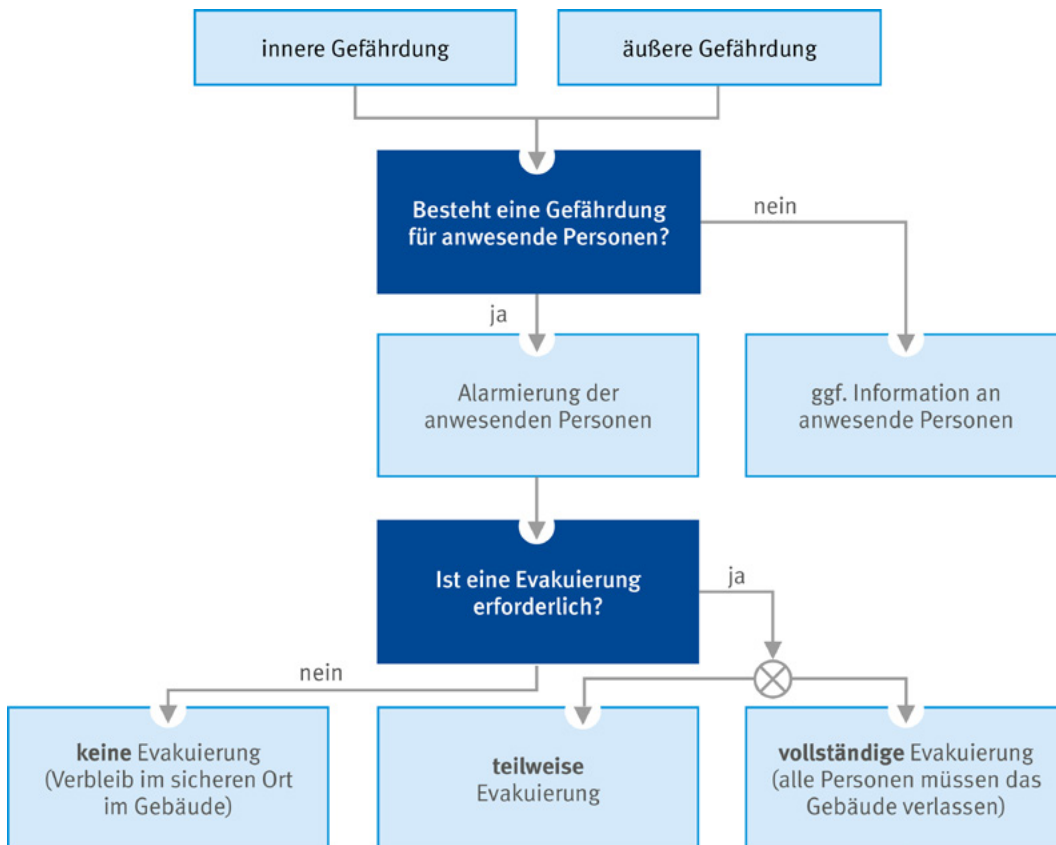 innere Gefährdung
äußere Gefährdung
Besteht eine Gefährdung
für anwesende Personen?
nein
ja
Alarmierung der
anwesenden Personen
ggf. Information an
anwesende Personen
Ist eine Evakuierung
erforderlich?
ja
nein
keine Evakuierung
(Verbleib im sicheren Ort
im Gebäude)
teilweise
Evakuierung
vollständige Evakuierung
(alle Personen müssen das
Gebäude verlassen)